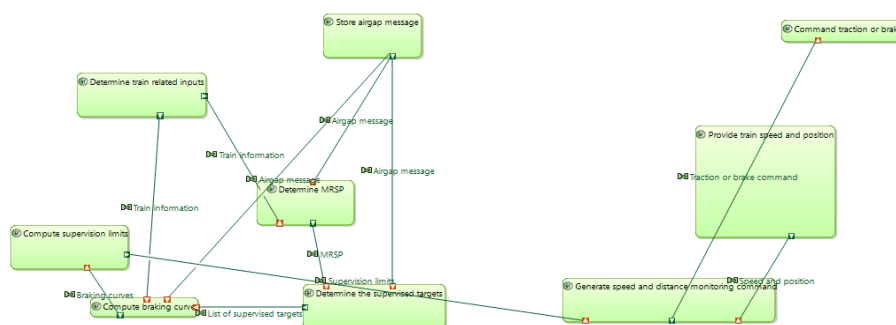 Store airgap message
Command traction or brake
Determine train related inputs
Airgap message
Provide train speed and position
Train information
Airgap message
Airgap message
Traction or brake command
Determine MRSP
Train information
Compute supervision limits
MRSP
Supervision limits
Speed and position
Generate speed and distance monitoring command
Braking curves
Determine the supervised targets
Compute braking curves
List of supervised targets